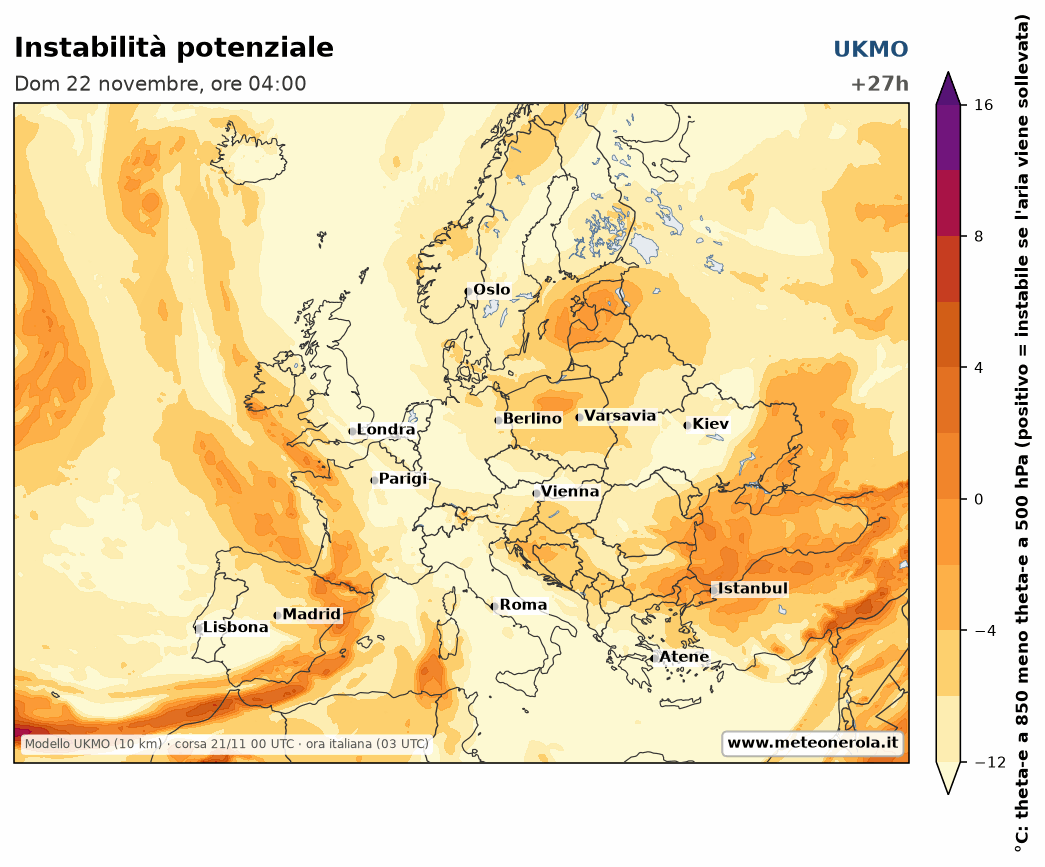 Instabilità potenziale
UKMO
Dom 22 novembre, ore 04:00
+27h
Oslo
Londra
Berlino
Varsavia
Kiev
Parigi
Vienna
Istanbul
Roma
Madrid
Lisbona
Atene
Modello UKMO (10 km) · corsa 21/11 00 UTC · ora italiana (03 UTC)
www.meteonerola.it
16
8
4
0
−4
−12
°C: theta-e a 850 meno theta-e a 500 hPa (positivo = instabile se l'aria viene sollevata)